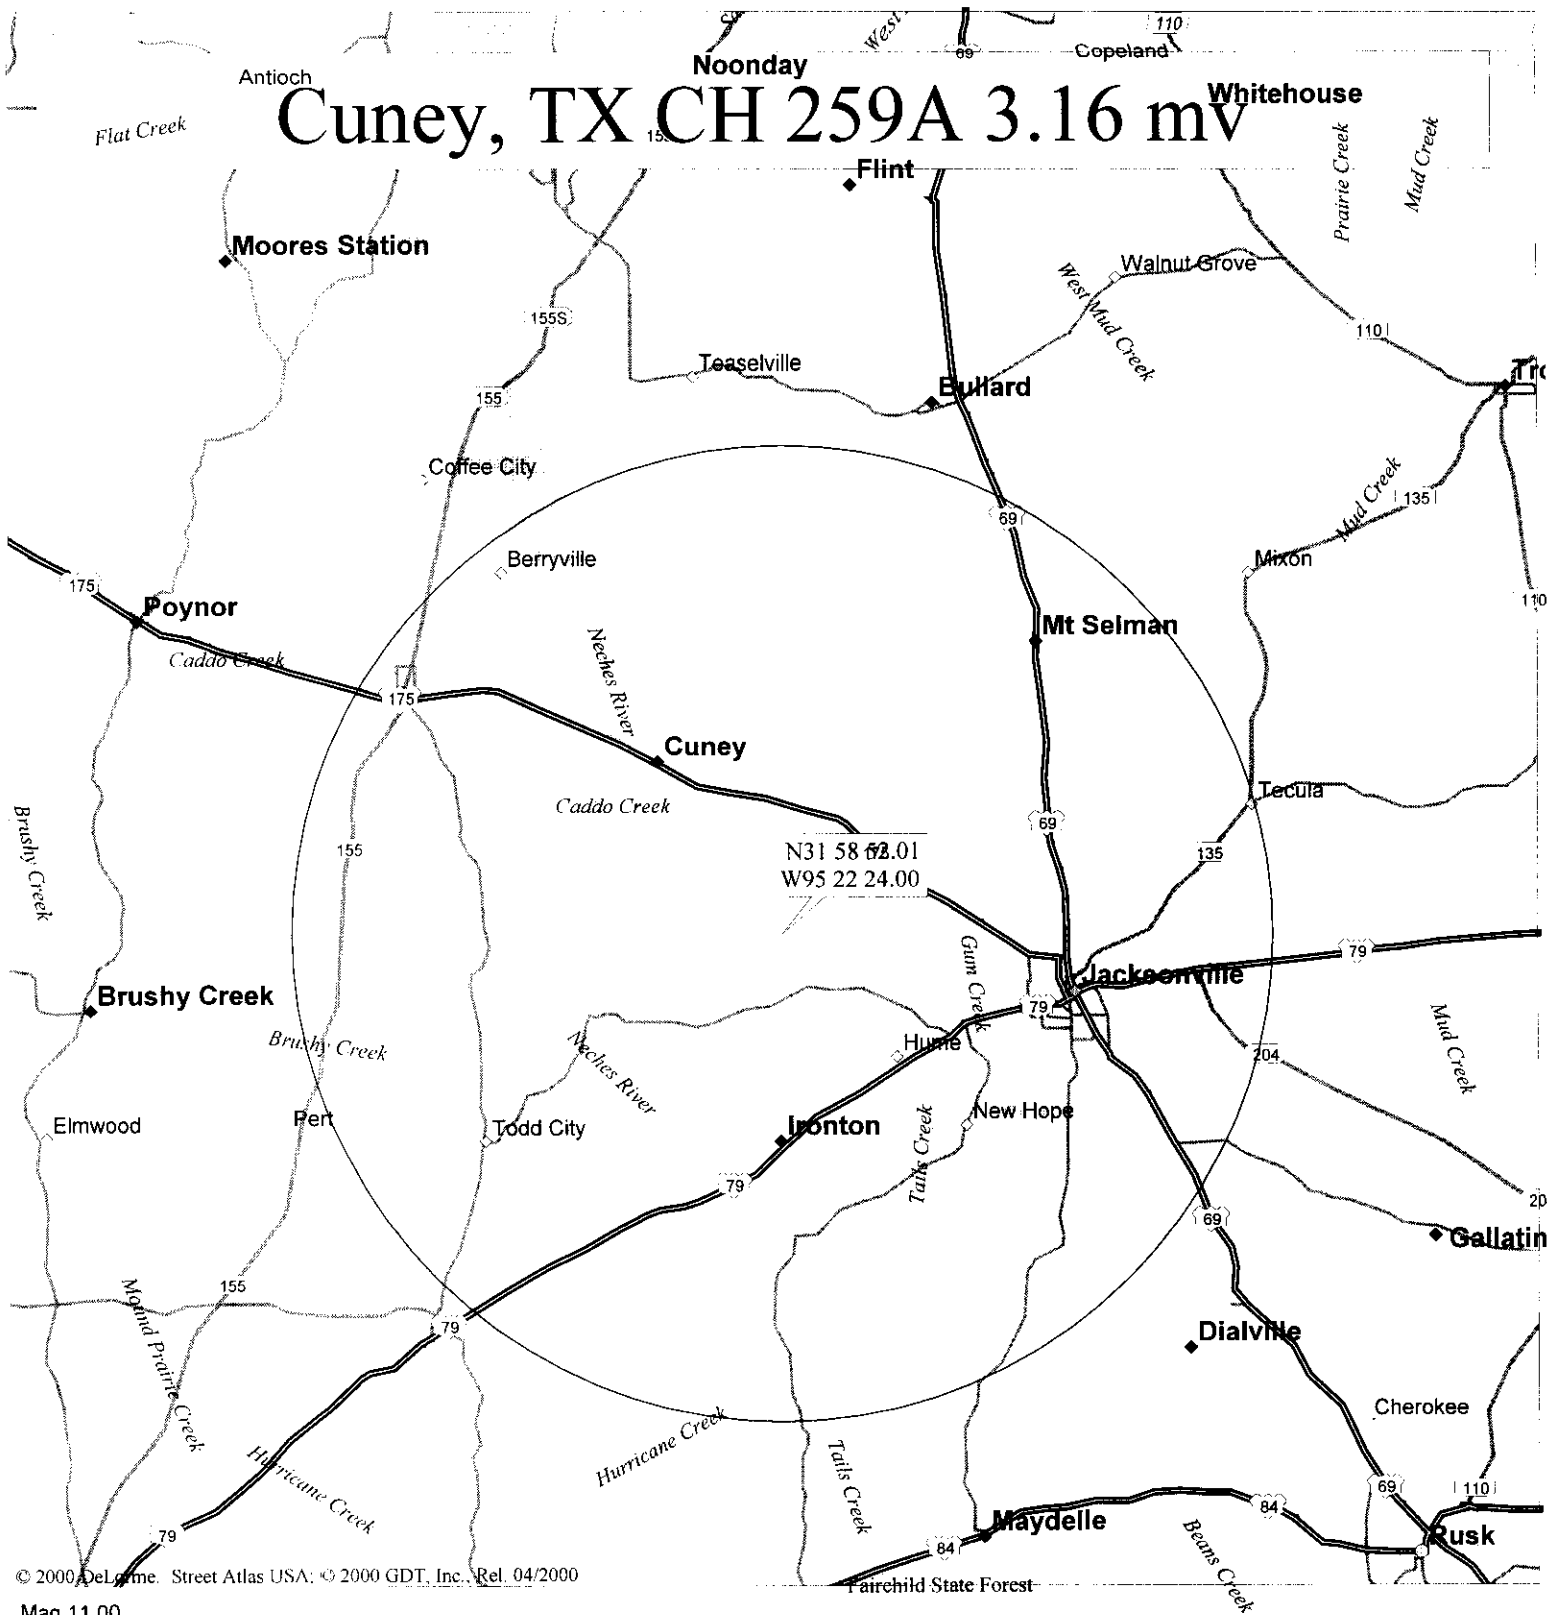 110
69
Copeland
Noonday
Antioch
Whitehouse
Cuney, TX CH 259A 3.16 mv
Flat Creek
Prairie Creek
Mud Creek
Flint
Moores Station
Walnut Grove
West Mud Creek
155S
110
Teaselville
Bullard
155
Coffee City
Mud Creek
135
69
Berryville
Mixon
175
110
Poynor
Mt Selman
Caddo Creek
Neches River
175
Cuney
Tecula
Caddo Creek
69
Brushy Creek
155
135
N31 58
W95 22 24.00
Gum Creek
79
Jacksonville
Brushy Creek
79
Mud Creek
Brushy Creek
Neches River
Hume
204
Pert
New Hope
Elmwood
Todd City
Ironton
Tails Creek
79
20
69
Gallatin
155
Mound Prairie Creek
79
Dialville
Cherokee
Hurricane Creek
Hurricane Creek
Tails Creek
69
110
84
Maydelle
79
84
Rusk
Beans Creek
© 2000 DeLorme. Street Atlas USA; © 2000 GDT, Inc., Rel. 04/2000
Fairchild State Forest
Mag 11.00